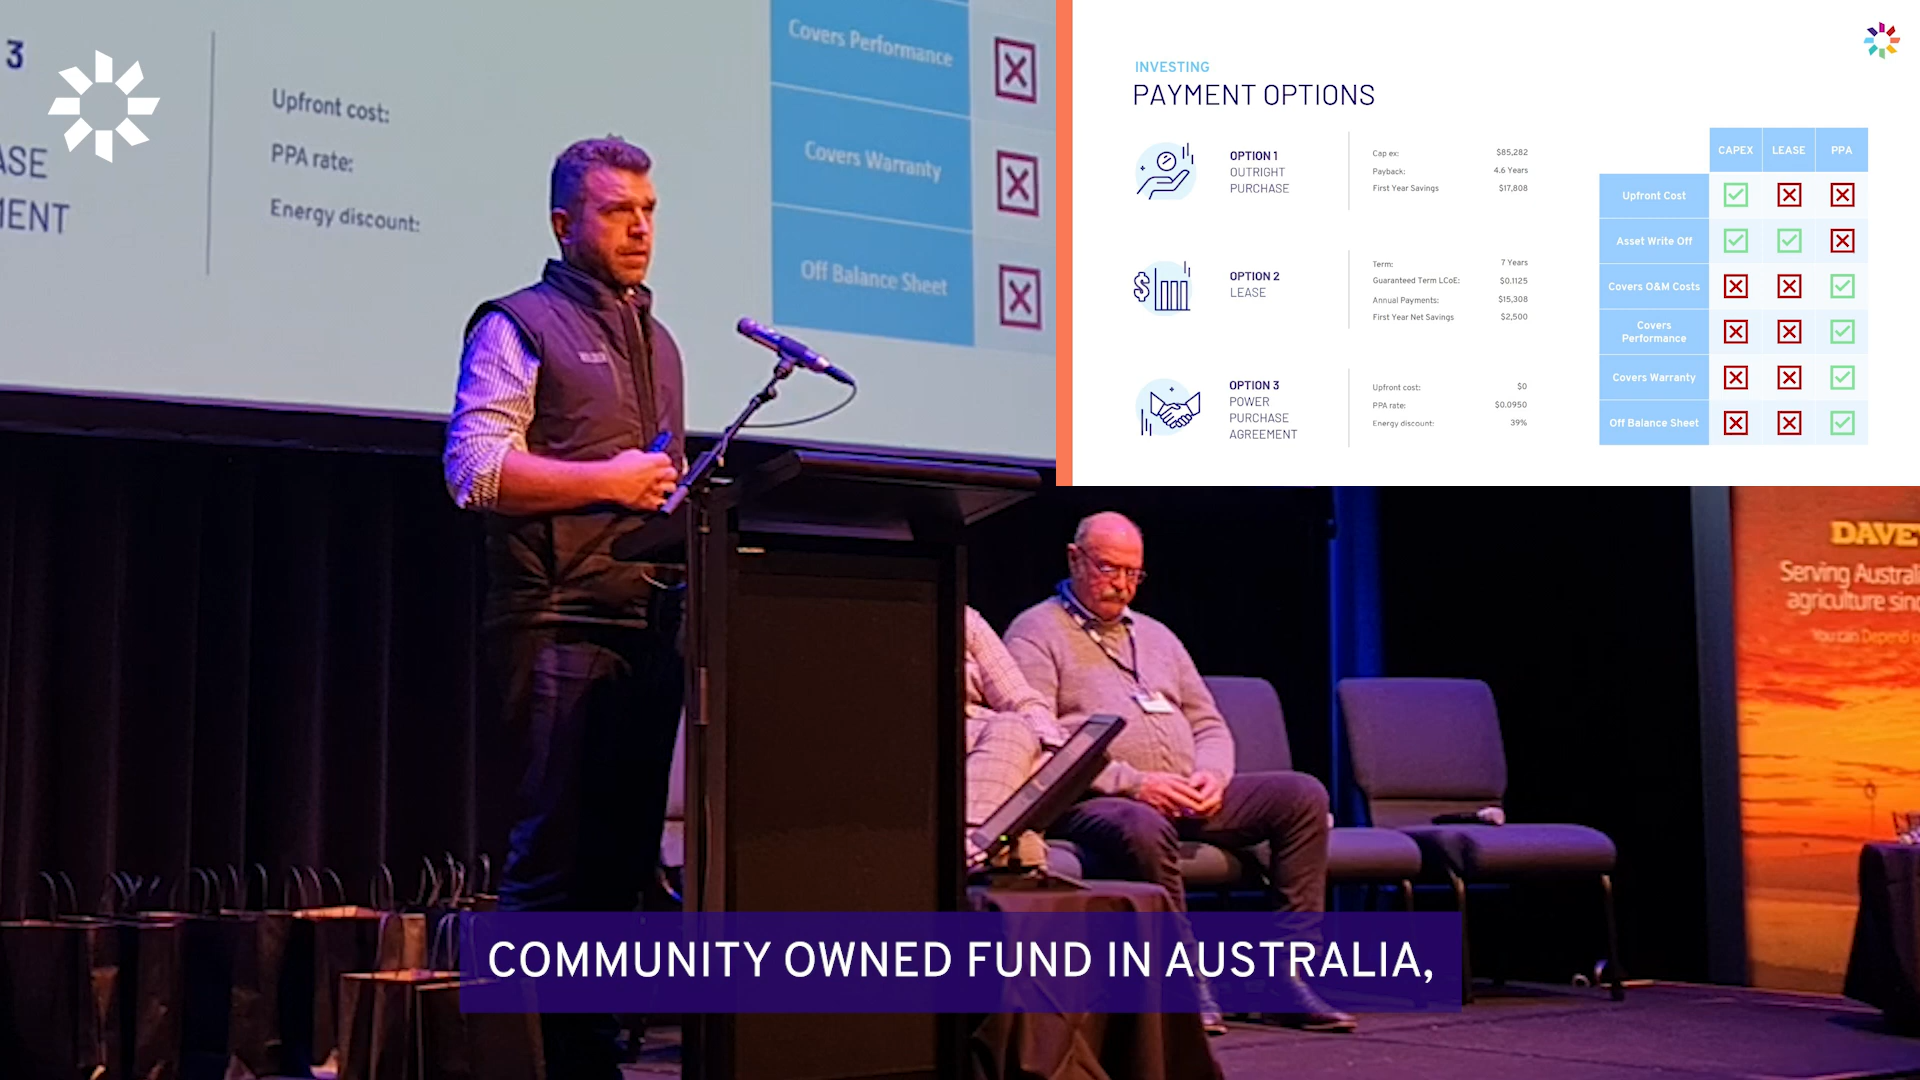 3
ASE
MENT
Upfront cost:
PPA rate:
Energy discount:
Covers Performance
Covers Warranty
Off Balance Sheet
INVESTING
PAYMENT OPTIONS
OPTION 1
OUTRIGHT
PURCHASE
Cap ex: $85,282
Payback: 4.6 Years
First Year Savings $17,808
OPTION 2
LEASE
Term: 7 Years
Guaranteed Term LCoE: $0.1125
Annual Payments: $15,308
First Year Net Savings $2,500
OPTION 3
POWER
PURCHASE
AGREEMENT
Upfront cost: $0
PPA rate: $0.0950
Energy discount: 39%
CAPEX LEASE PPA
Upfront Cost
Asset Write Off
Covers O&M Costs
Covers
Performance
Covers Warranty
Off Balance Sheet
DAVE
Serving Australi
agriculture sin
You can Depend o
COMMUNITY OWNED FUND IN AUSTRALIA,